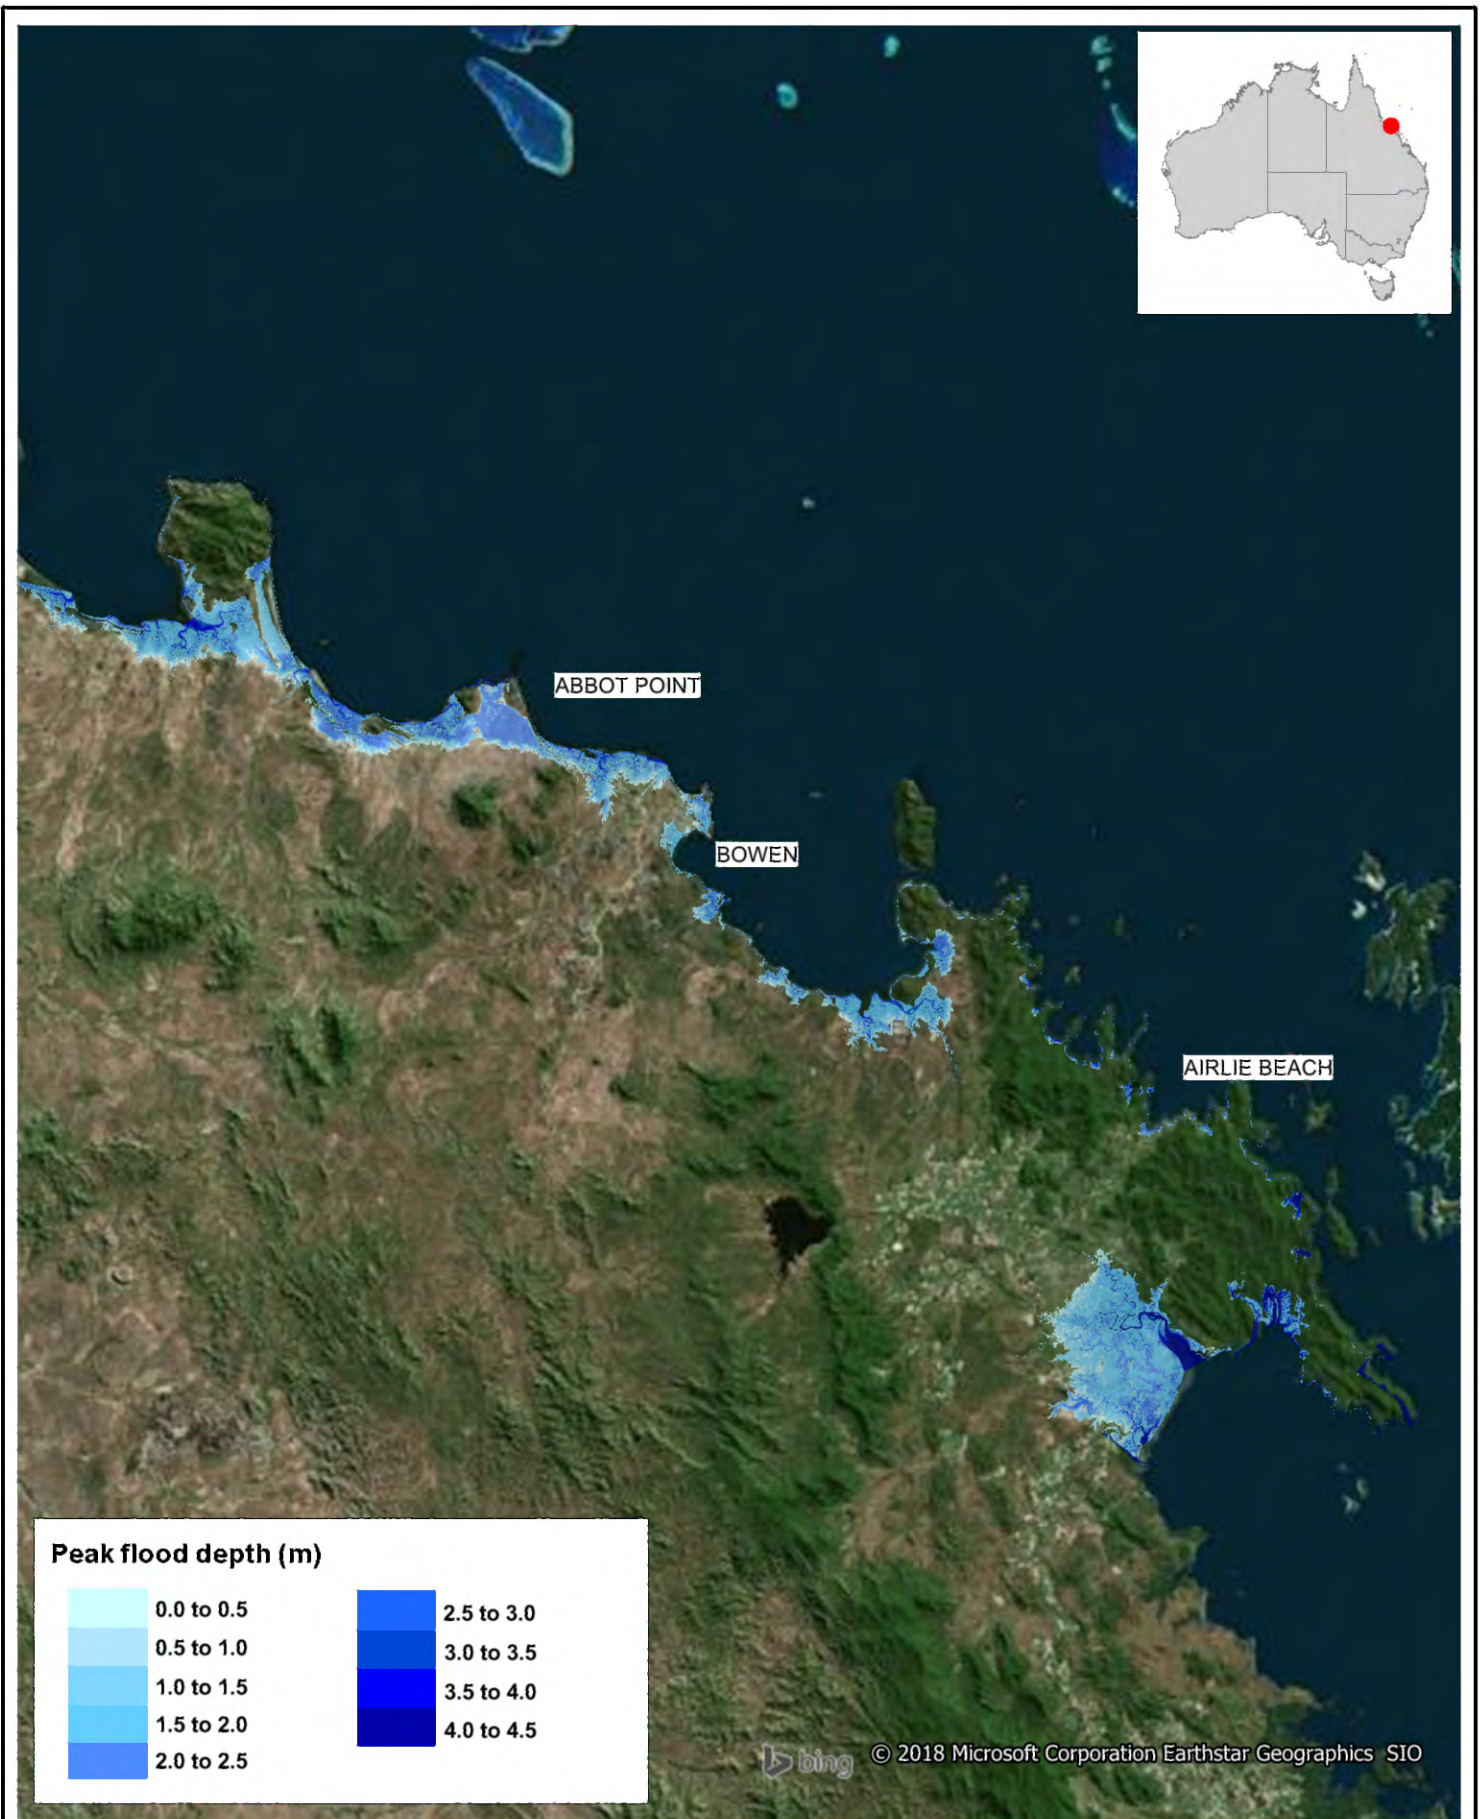 ABBOT POINT
BOWEN
AIRLIE BEACH
Peak flood depth (m)
0.0 to 0.5
0.5 to 1.0
1.0 to 1.5
1.5 to 2.0
2.0 to 2.5
2.5 to 3.0
3.0 to 3.5
3.5 to 4.0
4.0 to 4.5
bing
© 2018 Microsoft Corporation Earthstar Geographics SIO